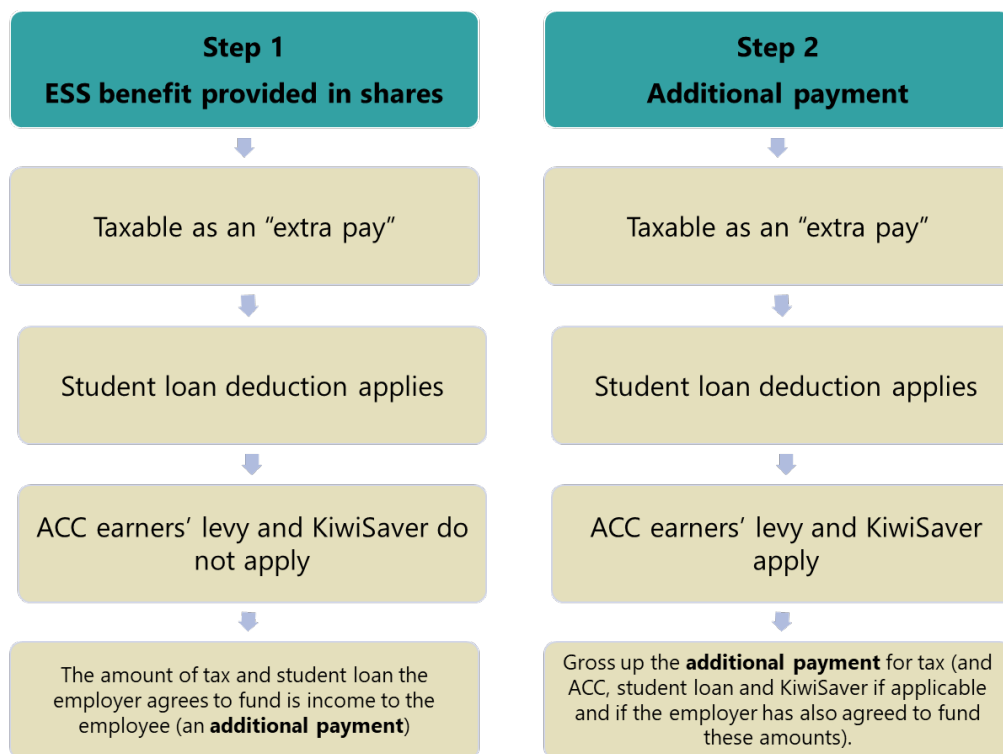 Step 1
ESS benefit provided in shares
Taxable as an “extra pay”
Student loan deduction applies
ACC earners’ levy and KiwiSaver do
not apply
The amount of tax and student loan the
employer agrees to fund is income to the
employee (an additional payment)
Step 2
Additional payment
Taxable as an “extra pay”
Student loan deduction applies
ACC earners’ levy and KiwiSaver
apply
Gross up the additional payment for tax (and
ACC, student loan and KiwiSaver if applicable
and if the employer has also agreed to fund
these amounts).